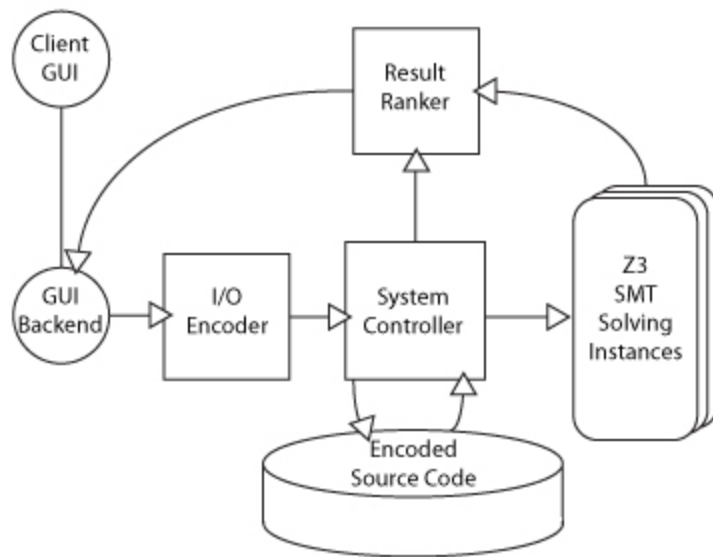 Client
GUI
Result
Ranker
GUI
Backend
I/O
Encoder
System
Controller
Z3
SMT
Solving
Instances
Encoded
Source Code